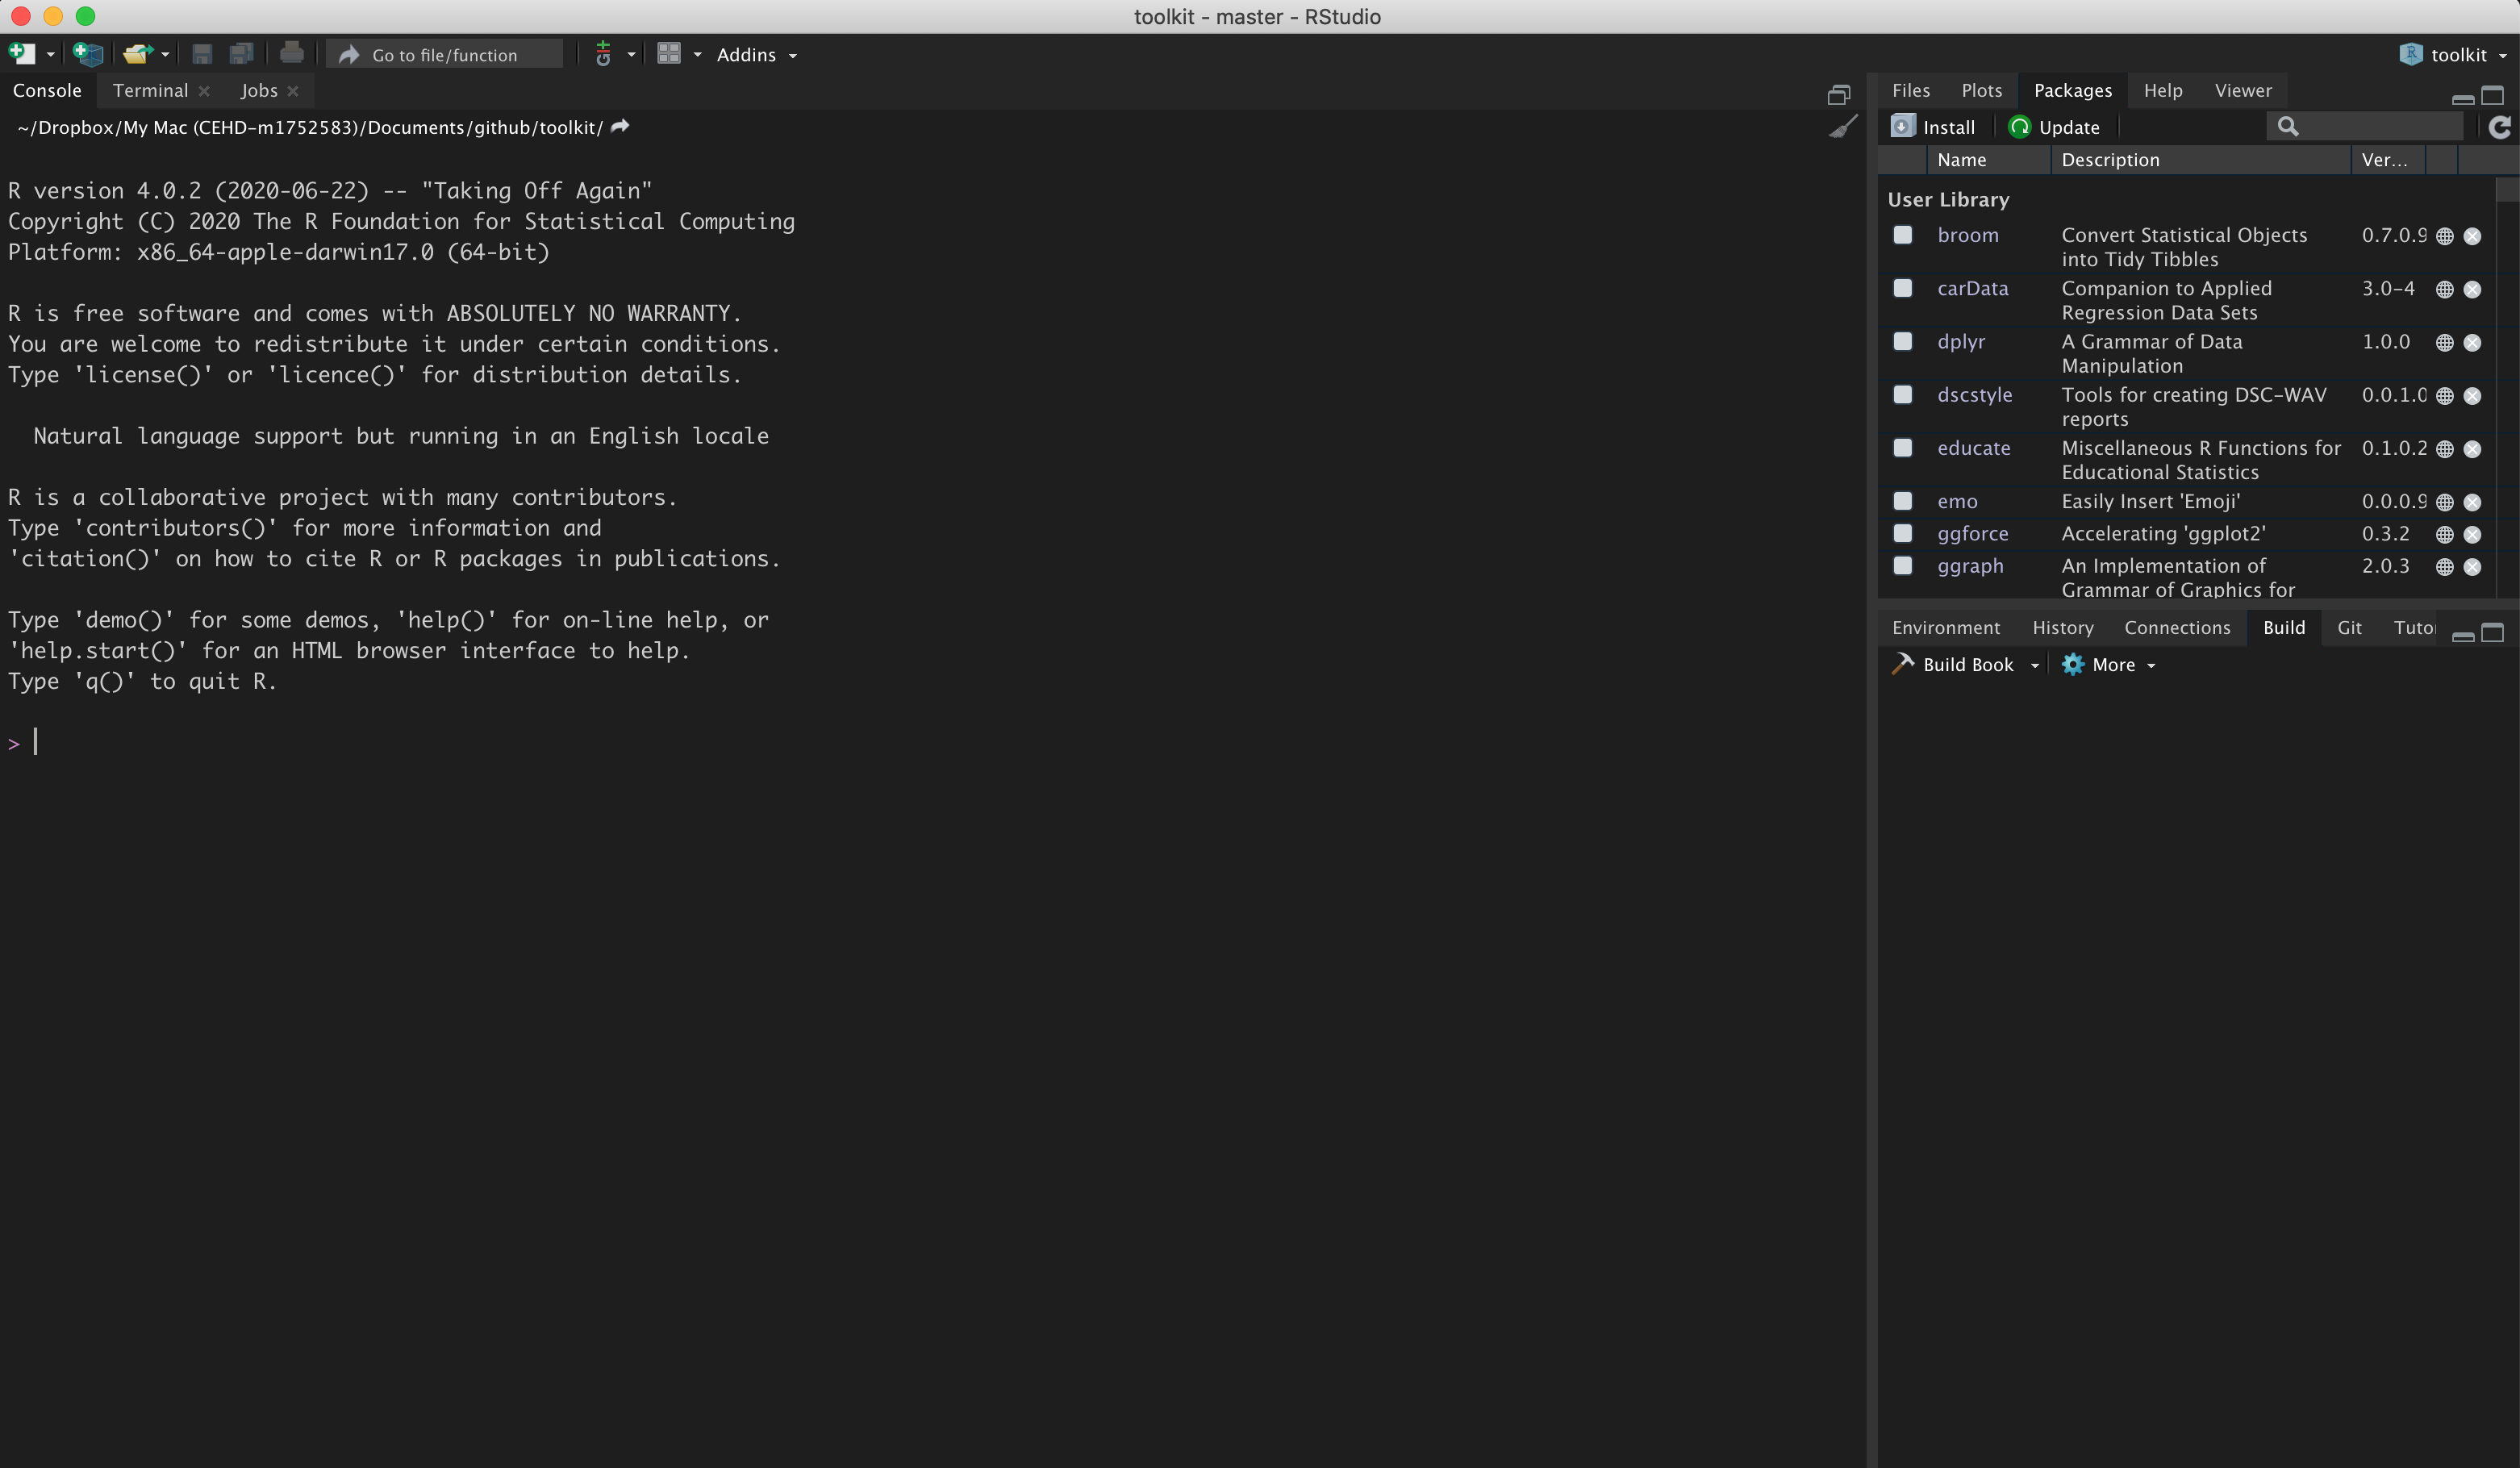 toolkit - master - RStudio
Go to file/function
Git
Addins
toolkit
Console Terminal Jobs
~/Dropbox/My Mac (CEHD-m1752583)/Documents/github/toolkit/
R version 4.0.2 (2020-06-22) -- "Taking Off Again"
Copyright (C) 2020 The R Foundation for Statistical Computing
Platform: x86_64-apple-darwin17.0 (64-bit)
R is free software and comes with ABSOLUTELY NO WARRANTY.
You are welcome to redistribute it under certain conditions.
Type 'license()' or 'licence()' for distribution details.
Natural language support but running in an English locale
R is a collaborative project with many contributors.
Type 'contributors()' for more information and
'citation()' on how to cite R or R packages in publications.
Type 'demo()' for some demos, 'help()' for on-line help, or
'help.start()' for an HTML browser interface to help.
Type 'q()' to quit R.
>
Files Plots Packages Help Viewer
Install Update
Name Description Ver...
User Library
broom Convert Statistical Objects 0.7.0.9
into Tidy Tibbles
carData Companion to Applied 3.0-4
Regression Data Sets
dplyr A Grammar of Data 1.0.0
Manipulation
dscstyle Tools for creating DSC-WAV 0.0.1.0
reports
educate Miscellaneous R Functions for 0.1.0.2
Educational Statistics
emo Easily Insert 'Emoji' 0.0.0.9
ggforce Accelerating 'ggplot2' 0.3.2
ggraph An Implementation of 2.0.3
Grammar of Graphics for
Environment History Connections Build Git Tuto
Build Book More